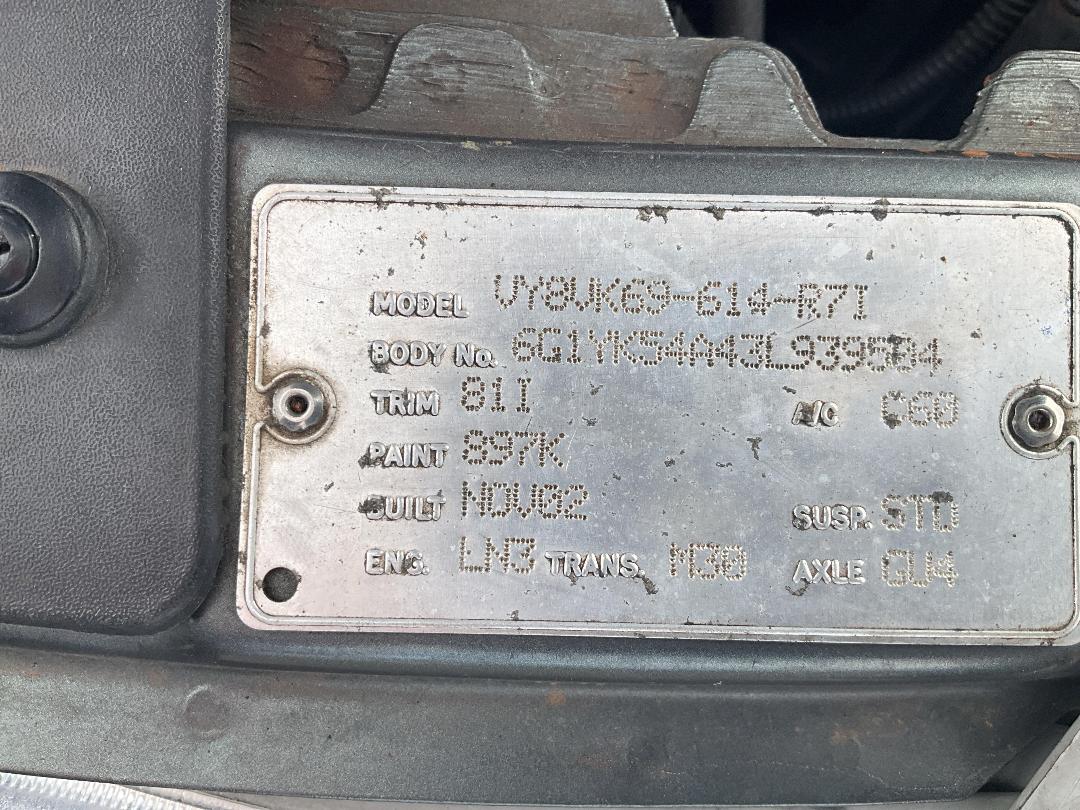 MODEL VY8VK69-614-R7I
BODY No. 6G1YK54A43L939504
TRIM 81I A/C C60
PAINT 897K
BUILT NOV02 SUSP. STD
ENG. LN3 TRANS. M30 AXLE GU4